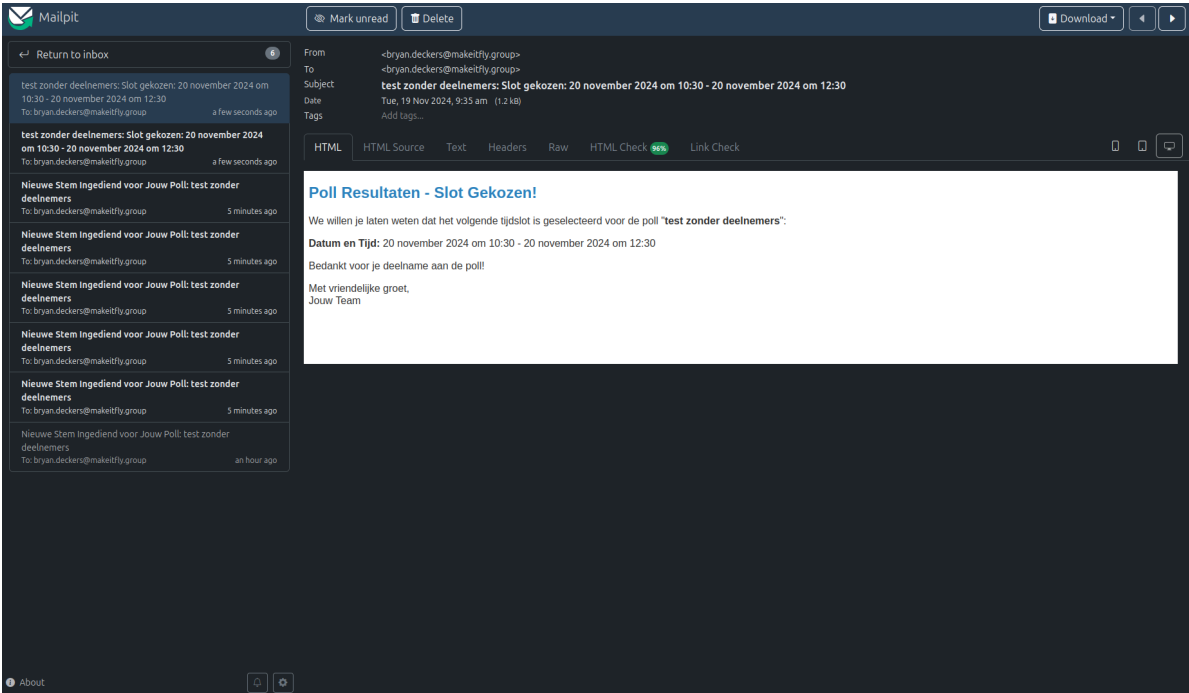 Mailpit
Mark unread
Delete
Download
Return to inbox
6
test zonder deelnemers: Slot gekozen: 20 november 2024 om
10:30 - 20 november 2024 om 12:30
To: bryan.deckers@makeitfly.group
a few seconds ago
test zonder deelnemers: Slot gekozen: 20 november 2024
om 10:30 - 20 november 2024 om 12:30
To: bryan.deckers@makeitfly.group
a few seconds ago
Nieuwe Stem Ingediend voor Jouw Poll: test zonder
deelnemers
To: bryan.deckers@makeitfly.group
5 minutes ago
Nieuwe Stem Ingediend voor Jouw Poll: test zonder
deelnemers
To: bryan.deckers@makeitfly.group
5 minutes ago
Nieuwe Stem Ingediend voor Jouw Poll: test zonder
deelnemers
To: bryan.deckers@makeitfly.group
5 minutes ago
Nieuwe Stem Ingediend voor Jouw Poll: test zonder
deelnemers
To: bryan.deckers@makeitfly.group
5 minutes ago
Nieuwe Stem Ingediend voor Jouw Poll: test zonder
deelnemers
To: bryan.deckers@makeitfly.group
5 minutes ago
Nieuwe Stem Ingediend voor Jouw Poll: test zonder
deelnemers
To: bryan.deckers@makeitfly.group
an hour ago
About
From <bryan.deckers@makeitfly.group>
To <bryan.deckers@makeitfly.group>
Subject test zonder deelnemers: Slot gekozen: 20 november 2024 om 10:30 - 20 november 2024 om 12:30
Date Tue, 19 Nov 2024, 9:35 am (1.2 kB)
Tags Add tags...
HTML HTML Source Text Headers Raw HTML Check 96% Link Check
Poll Resultaten - Slot Gekozen!
We willen je laten weten dat het volgende tijdslot is geselecteerd voor de poll "test zonder deelnemers":
Datum en Tijd: 20 november 2024 om 10:30 - 20 november 2024 om 12:30
Bedankt voor je deelname aan de poll!
Met vriendelijke groet,
Jouw Team